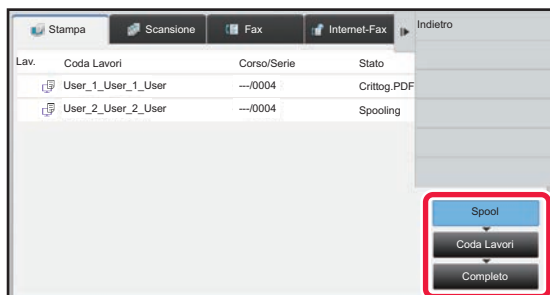 Stampa Scansione Fax Internet-Fax Indietro
Lav. Coda Lavori Corso/Serie Stato
User_1_User_1_User ---/0004 Crittog.PDF
User_2_User_2_User ---/0004 Spooling
Spool
Coda Lavori
Completo